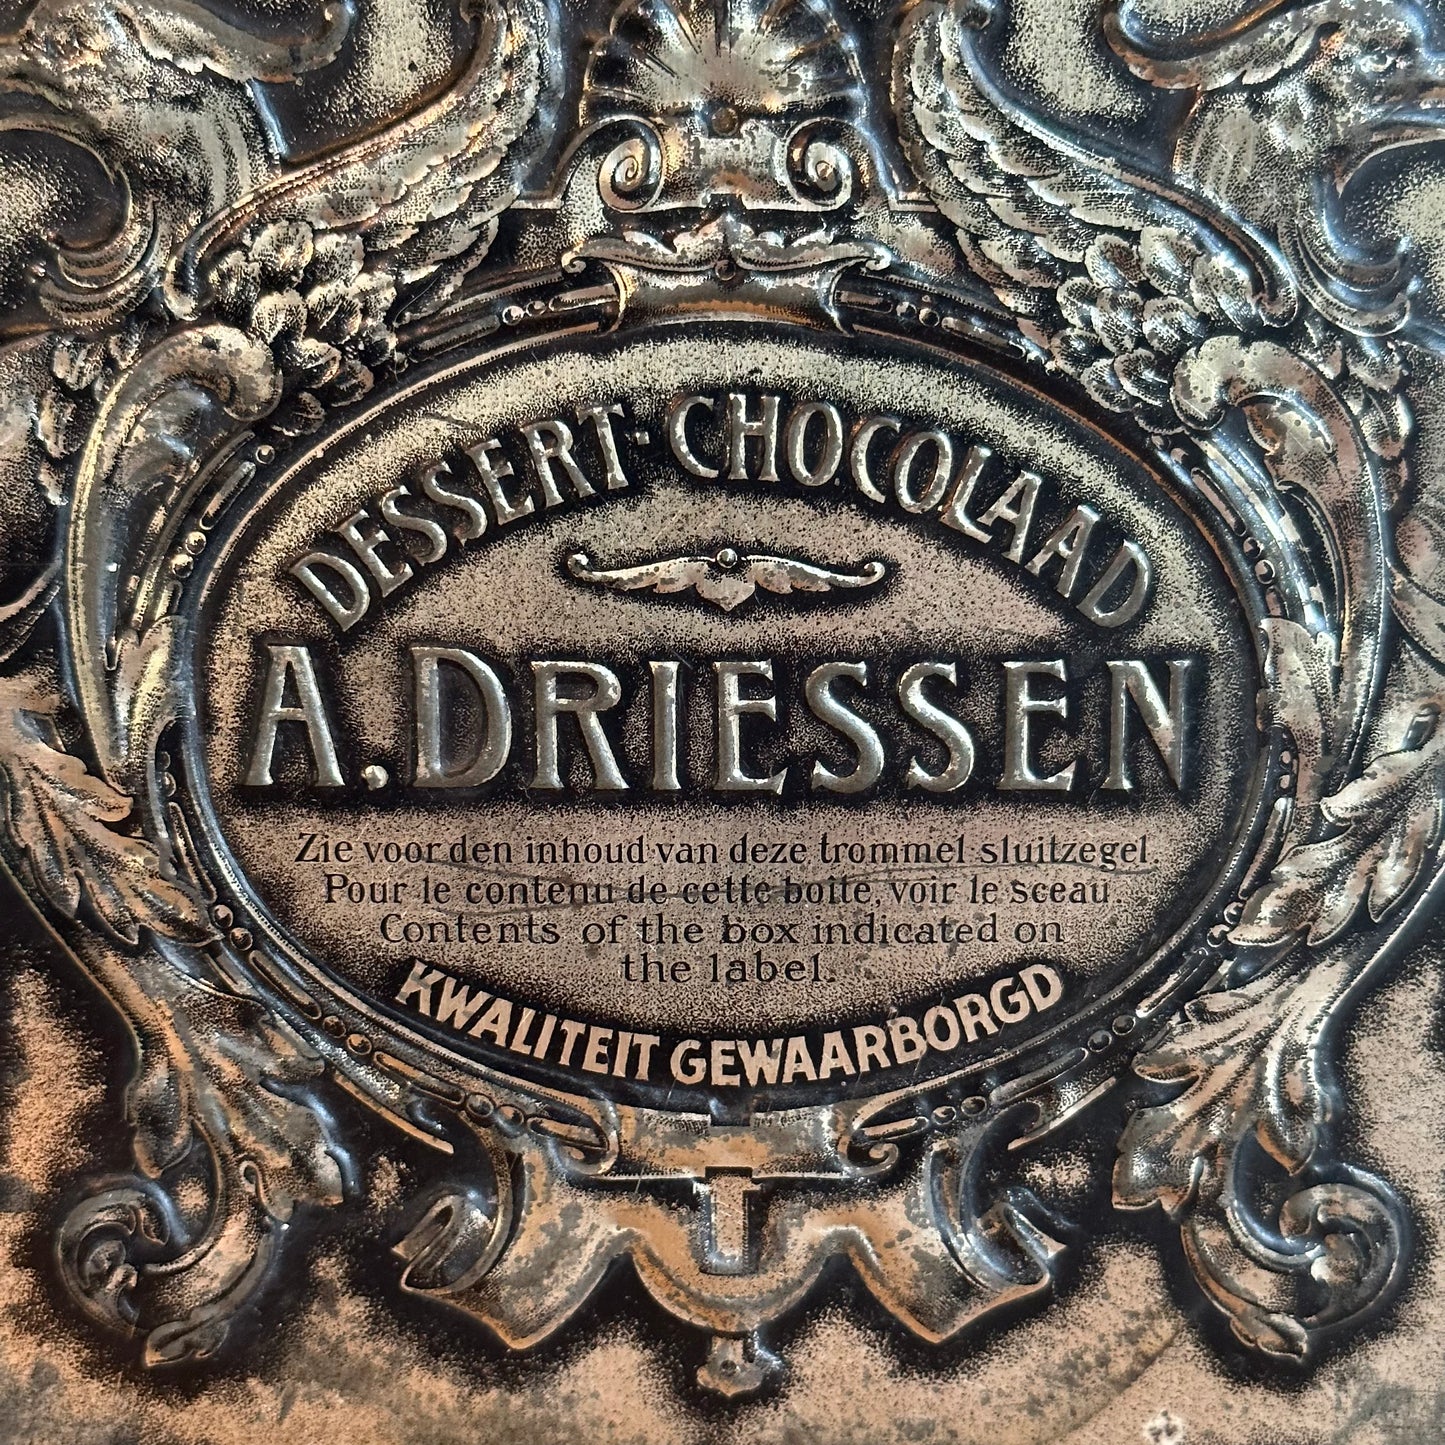 DESSERT-CHOCOLAAD
A. DRIESSEN
Zie voor den inhoud van deze trommel sluitzegel.
Pour le contenu de cette boite, voir le sceau.
Contents of the box indicated on
the label.
KWALITEIT GEWAARBORGD